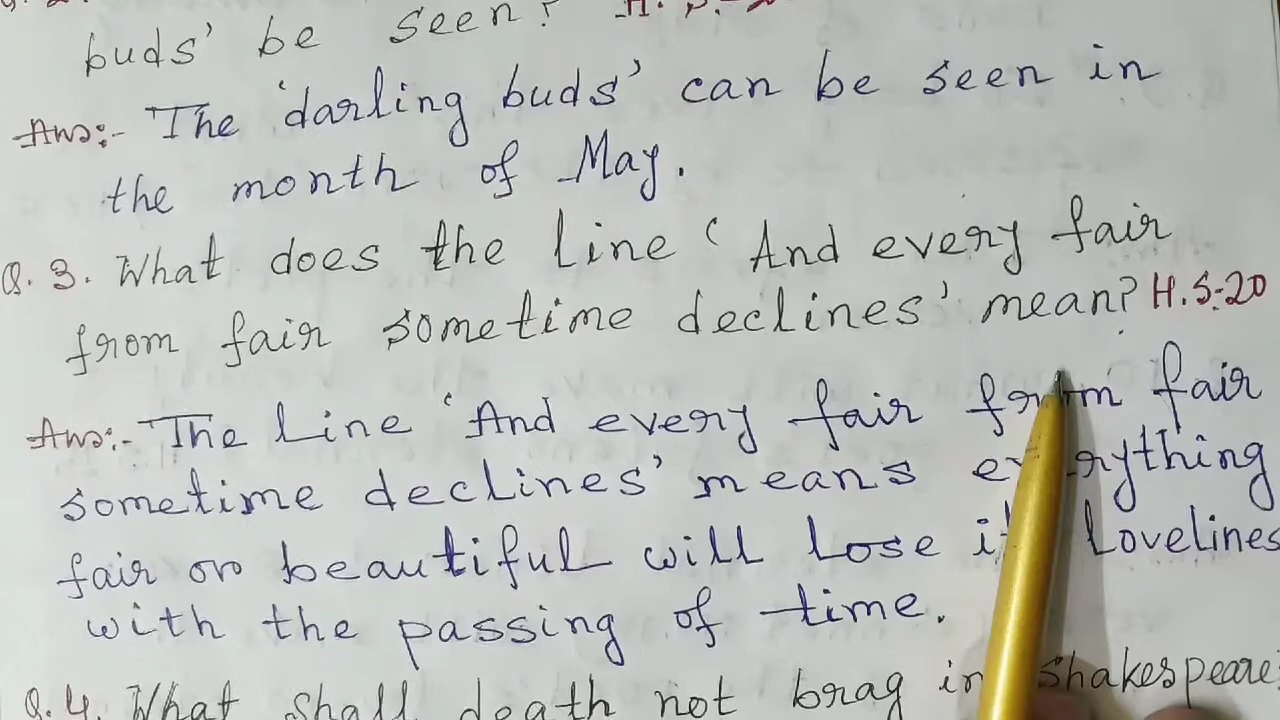 buds' be seen?
Ans:- The 'darling buds' can be seen in
the month of May.
Q. 3. What does the line 'And every fair
from fair sometime declines' mean? H.S-20
Ans:- The line 'And every fair from fair
sometime declines' means everything
fair or beautiful will lose its Lovelines
with the passing of time.
Q.4. What shall death not brag in Shakespeare